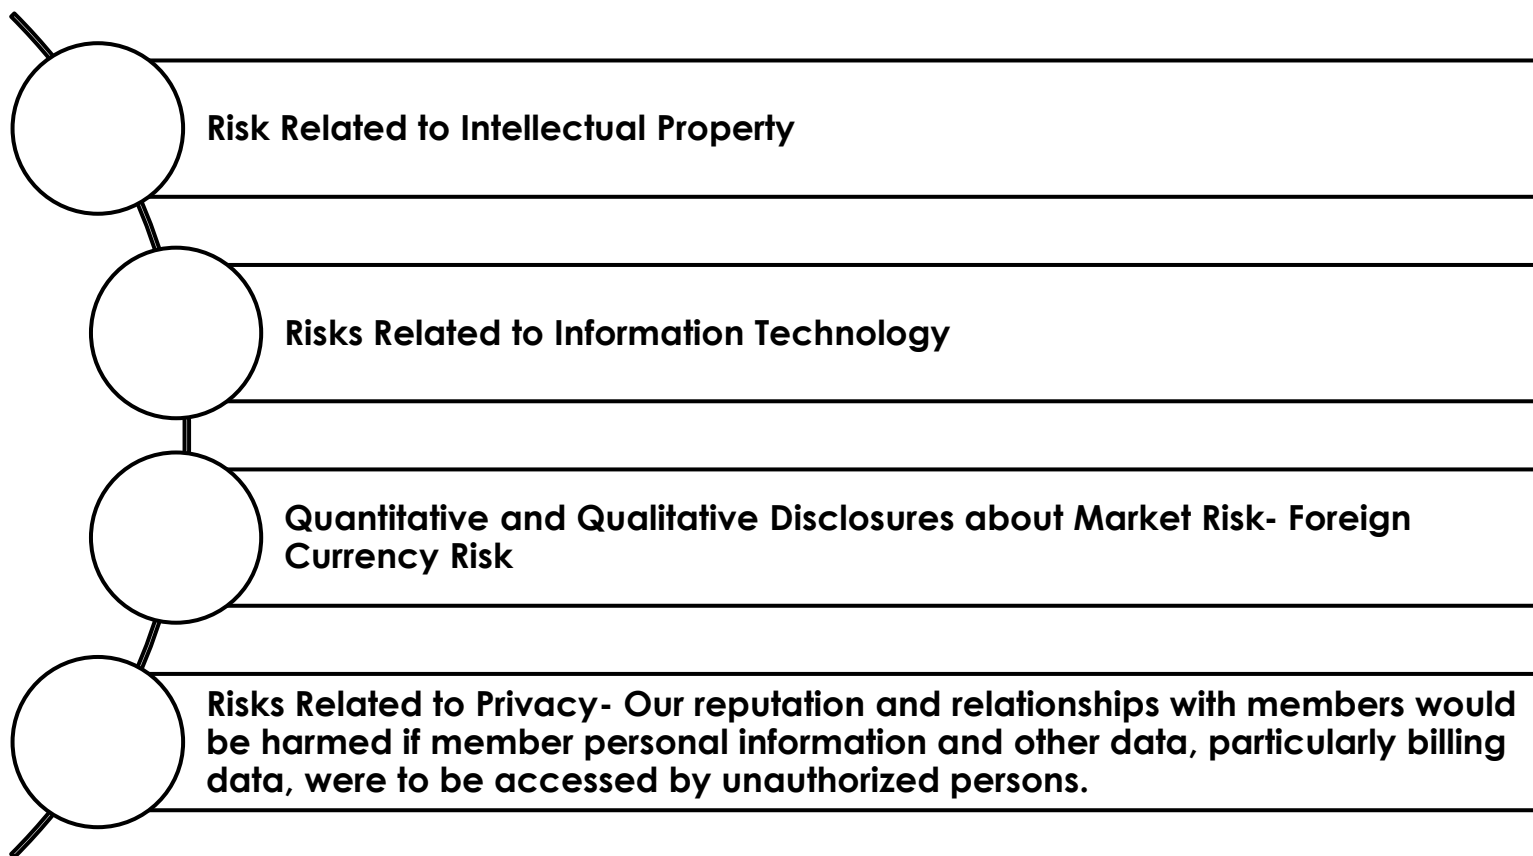 Risk Related to Intellectual Property
Risks Related to Information Technology
Quantitative and Qualitative Disclosures about Market Risk- Foreign
Currency Risk
Risks Related to Privacy- Our reputation and relationships with members would
be harmed if member personal information and other data, particularly billing
data, were to be accessed by unauthorized persons.